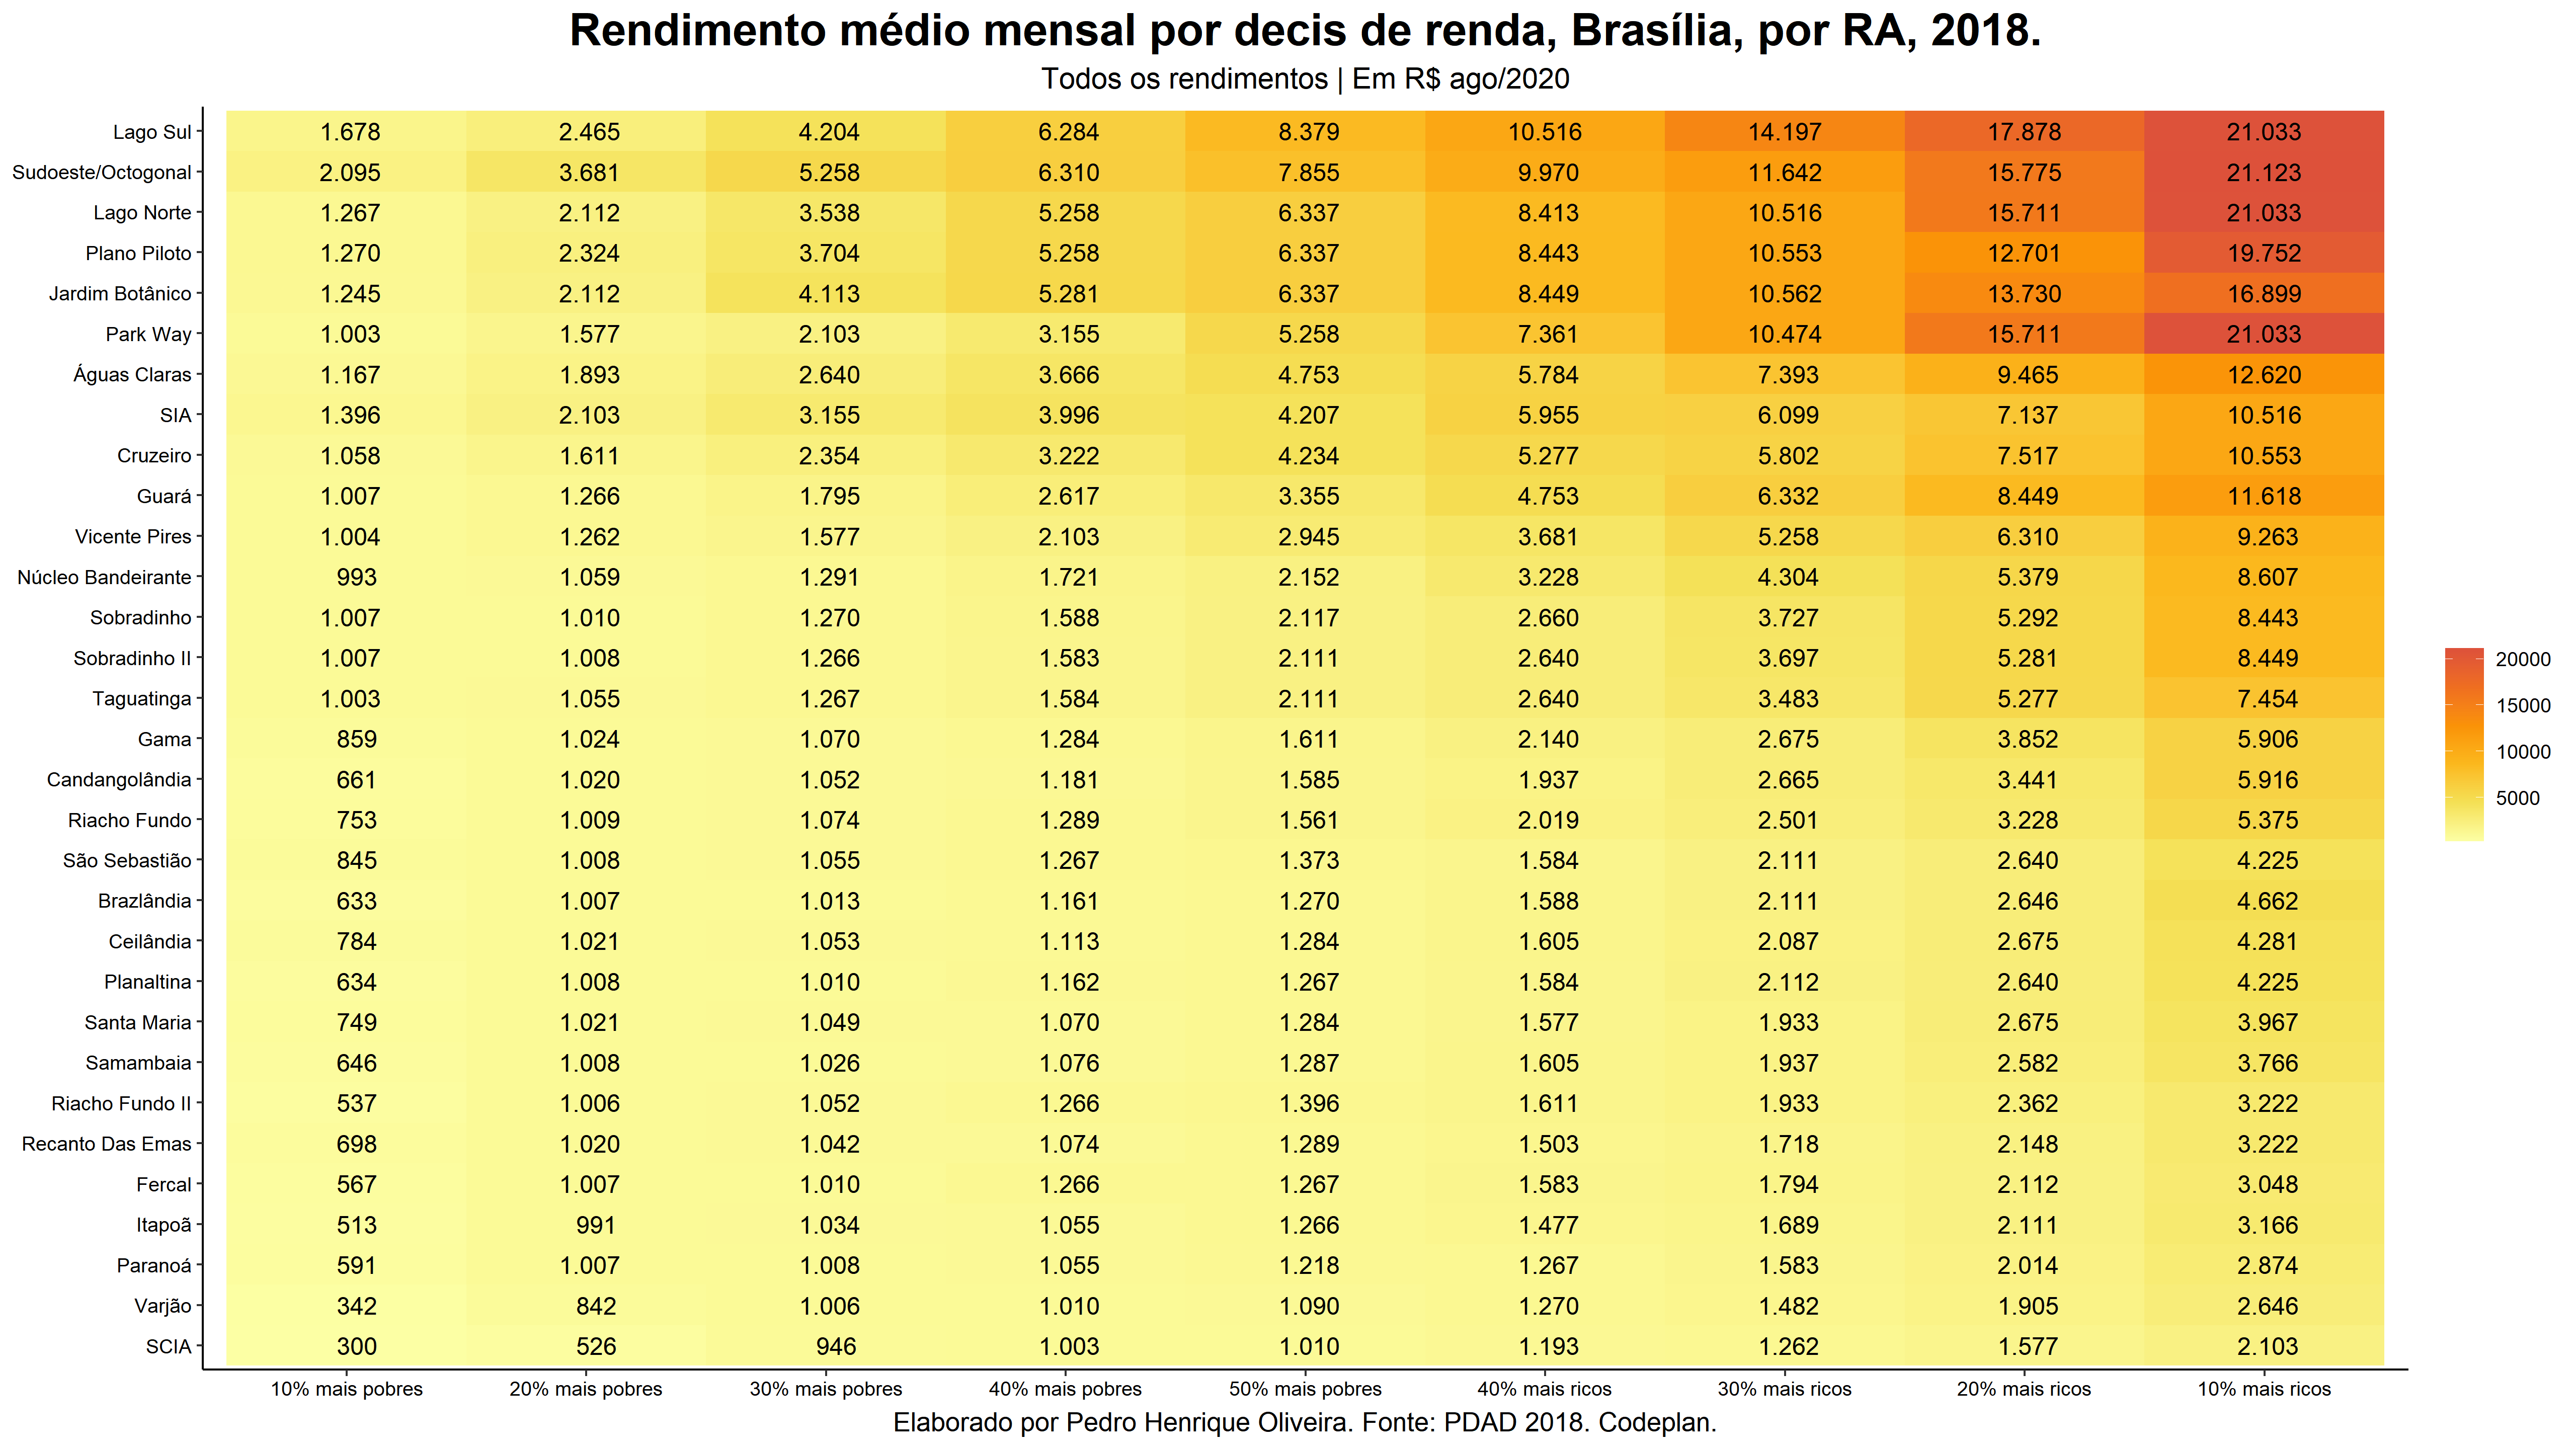 Rendimento médio mensal por decis de renda, Brasília, por RA, 2018.
Todos os rendimentos | Em R$ ago/2020
Lago Sul 1.678 2.465 4.204 6.284 8.379 10.516 14.197 17.878 21.033
Sudoeste/Octogonal 2.095 3.681 5.258 6.310 7.855 9.970 11.642 15.775 21.123
Lago Norte 1.267 2.112 3.538 5.258 6.337 8.413 10.516 15.711 21.033
Plano Piloto 1.270 2.324 3.704 5.258 6.337 8.443 10.553 12.701 19.752
Jardim Botânico 1.245 2.112 4.113 5.281 6.337 8.449 10.562 13.730 16.899
Park Way 1.003 1.577 2.103 3.155 5.258 7.361 10.474 15.711 21.033
Águas Claras 1.167 1.893 2.640 3.666 4.753 5.784 7.393 9.465 12.620
SIA 1.396 2.103 3.155 3.996 4.207 5.955 6.099 7.137 10.516
Cruzeiro 1.058 1.611 2.354 3.222 4.234 5.277 5.802 7.517 10.553
Guará 1.007 1.266 1.795 2.617 3.355 4.753 6.332 8.449 11.618
Vicente Pires 1.004 1.262 1.577 2.103 2.945 3.681 5.258 6.310 9.263
Núcleo Bandeirante 993 1.059 1.291 1.721 2.152 3.228 4.304 5.379 8.607
Sobradinho 1.007 1.010 1.270 1.588 2.117 2.660 3.727 5.292 8.443
Sobradinho II 1.007 1.008 1.266 1.583 2.111 2.640 3.697 5.281 8.449
Taguatinga 1.003 1.055 1.267 1.584 2.111 2.640 3.483 5.277 7.454
Gama 859 1.024 1.070 1.284 1.611 2.140 2.675 3.852 5.906
Candangolândia 661 1.020 1.052 1.181 1.585 1.937 2.665 3.441 5.916
Riacho Fundo 753 1.009 1.074 1.289 1.561 2.019 2.501 3.228 5.375
São Sebastião 845 1.008 1.055 1.267 1.373 1.584 2.111 2.640 4.225
Brazlândia 633 1.007 1.013 1.161 1.270 1.588 2.111 2.646 4.662
Ceilândia 784 1.021 1.053 1.113 1.284 1.605 2.087 2.675 4.281
Planaltina 634 1.008 1.010 1.162 1.267 1.584 2.112 2.640 4.225
Santa Maria 749 1.021 1.049 1.070 1.284 1.577 1.933 2.675 3.967
Samambaia 646 1.008 1.026 1.076 1.287 1.605 1.937 2.582 3.766
Riacho Fundo II 537 1.006 1.052 1.266 1.396 1.611 1.933 2.362 3.222
Recanto Das Emas 698 1.020 1.042 1.074 1.289 1.503 1.718 2.148 3.222
Fercal 567 1.007 1.010 1.266 1.267 1.583 1.794 2.112 3.048
Itapoã 513 991 1.034 1.055 1.266 1.477 1.689 2.111 3.166
Paranoá 591 1.007 1.008 1.055 1.218 1.267 1.583 2.014 2.874
Varjão 342 842 1.006 1.010 1.090 1.270 1.482 1.905 2.646
SCIA 300 526 946 1.003 1.010 1.193 1.262 1.577 2.103
10% mais pobres 20% mais pobres 30% mais pobres 40% mais pobres 50% mais pobres 40% mais ricos 30% mais ricos 20% mais ricos 10% mais ricos
Elaborado por Pedro Henrique Oliveira. Fonte: PDAD 2018. Codeplan.
20000
15000
10000
5000